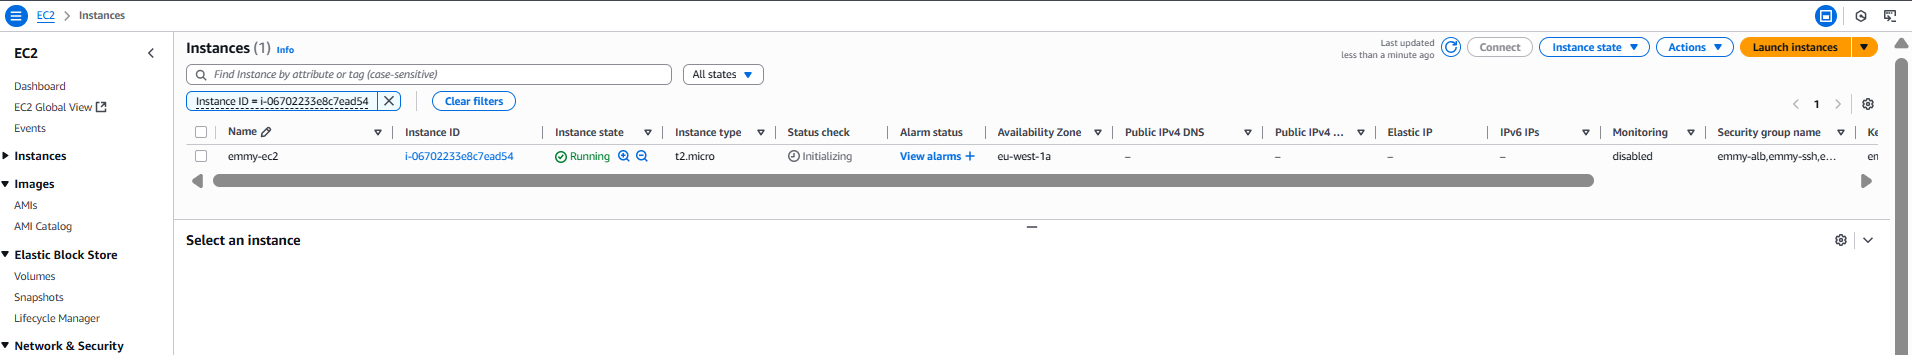 EC2 > Instances
EC2
Dashboard
EC2 Global View
Events
Instances
Images
AMIs
AMI Catalog
Elastic Block Store
Volumes
Snapshots
Lifecycle Manager
Network & Security
Instances (1) Info
Last updated
less than a minute ago
Connect
Instance state
Actions
Launch instances
Find Instance by attribute or tag (case-sensitive)
All states
Instance ID = i-06702233e8c7ead54
Clear filters
1
Name Instance ID Instance state Instance type Status check Alarm status Availability Zone Public IPv4 DNS Public IPv4 ... Elastic IP IPv6 IPs Monitoring Security group name Ke
emmy-ec2 i-06702233e8c7ead54 Running t2.micro Initializing View alarms + eu-west-1a – – – – disabled emmy-alb,emmy-ssh,e... en
Select an instance